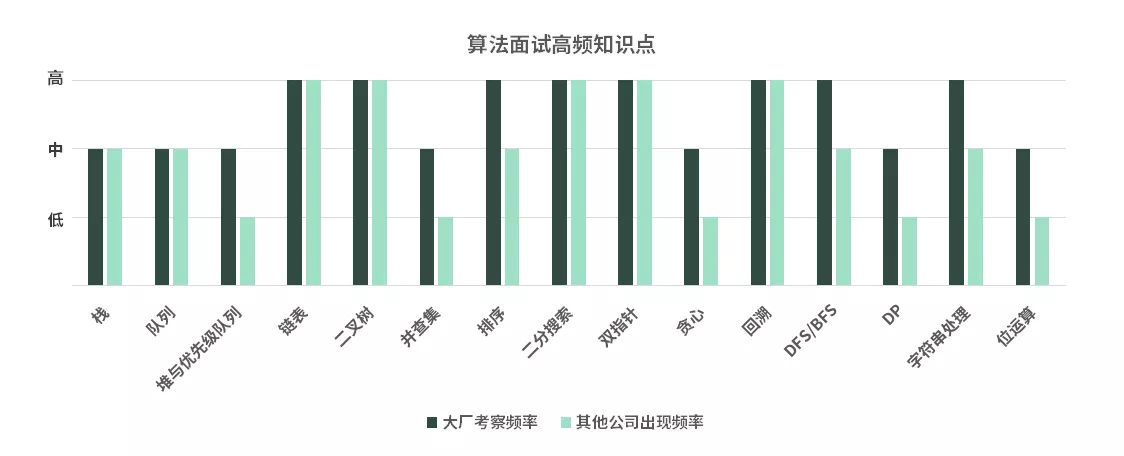 算法面试高频知识点
高
中
低
栈
队列
堆与优先级队列
链表
二叉树
并查集
排序
二分搜索
双指针
贪心
回溯
DFS/BFS
DP
字符串处理
位运算
大厂考察频率
其他公司出现频率